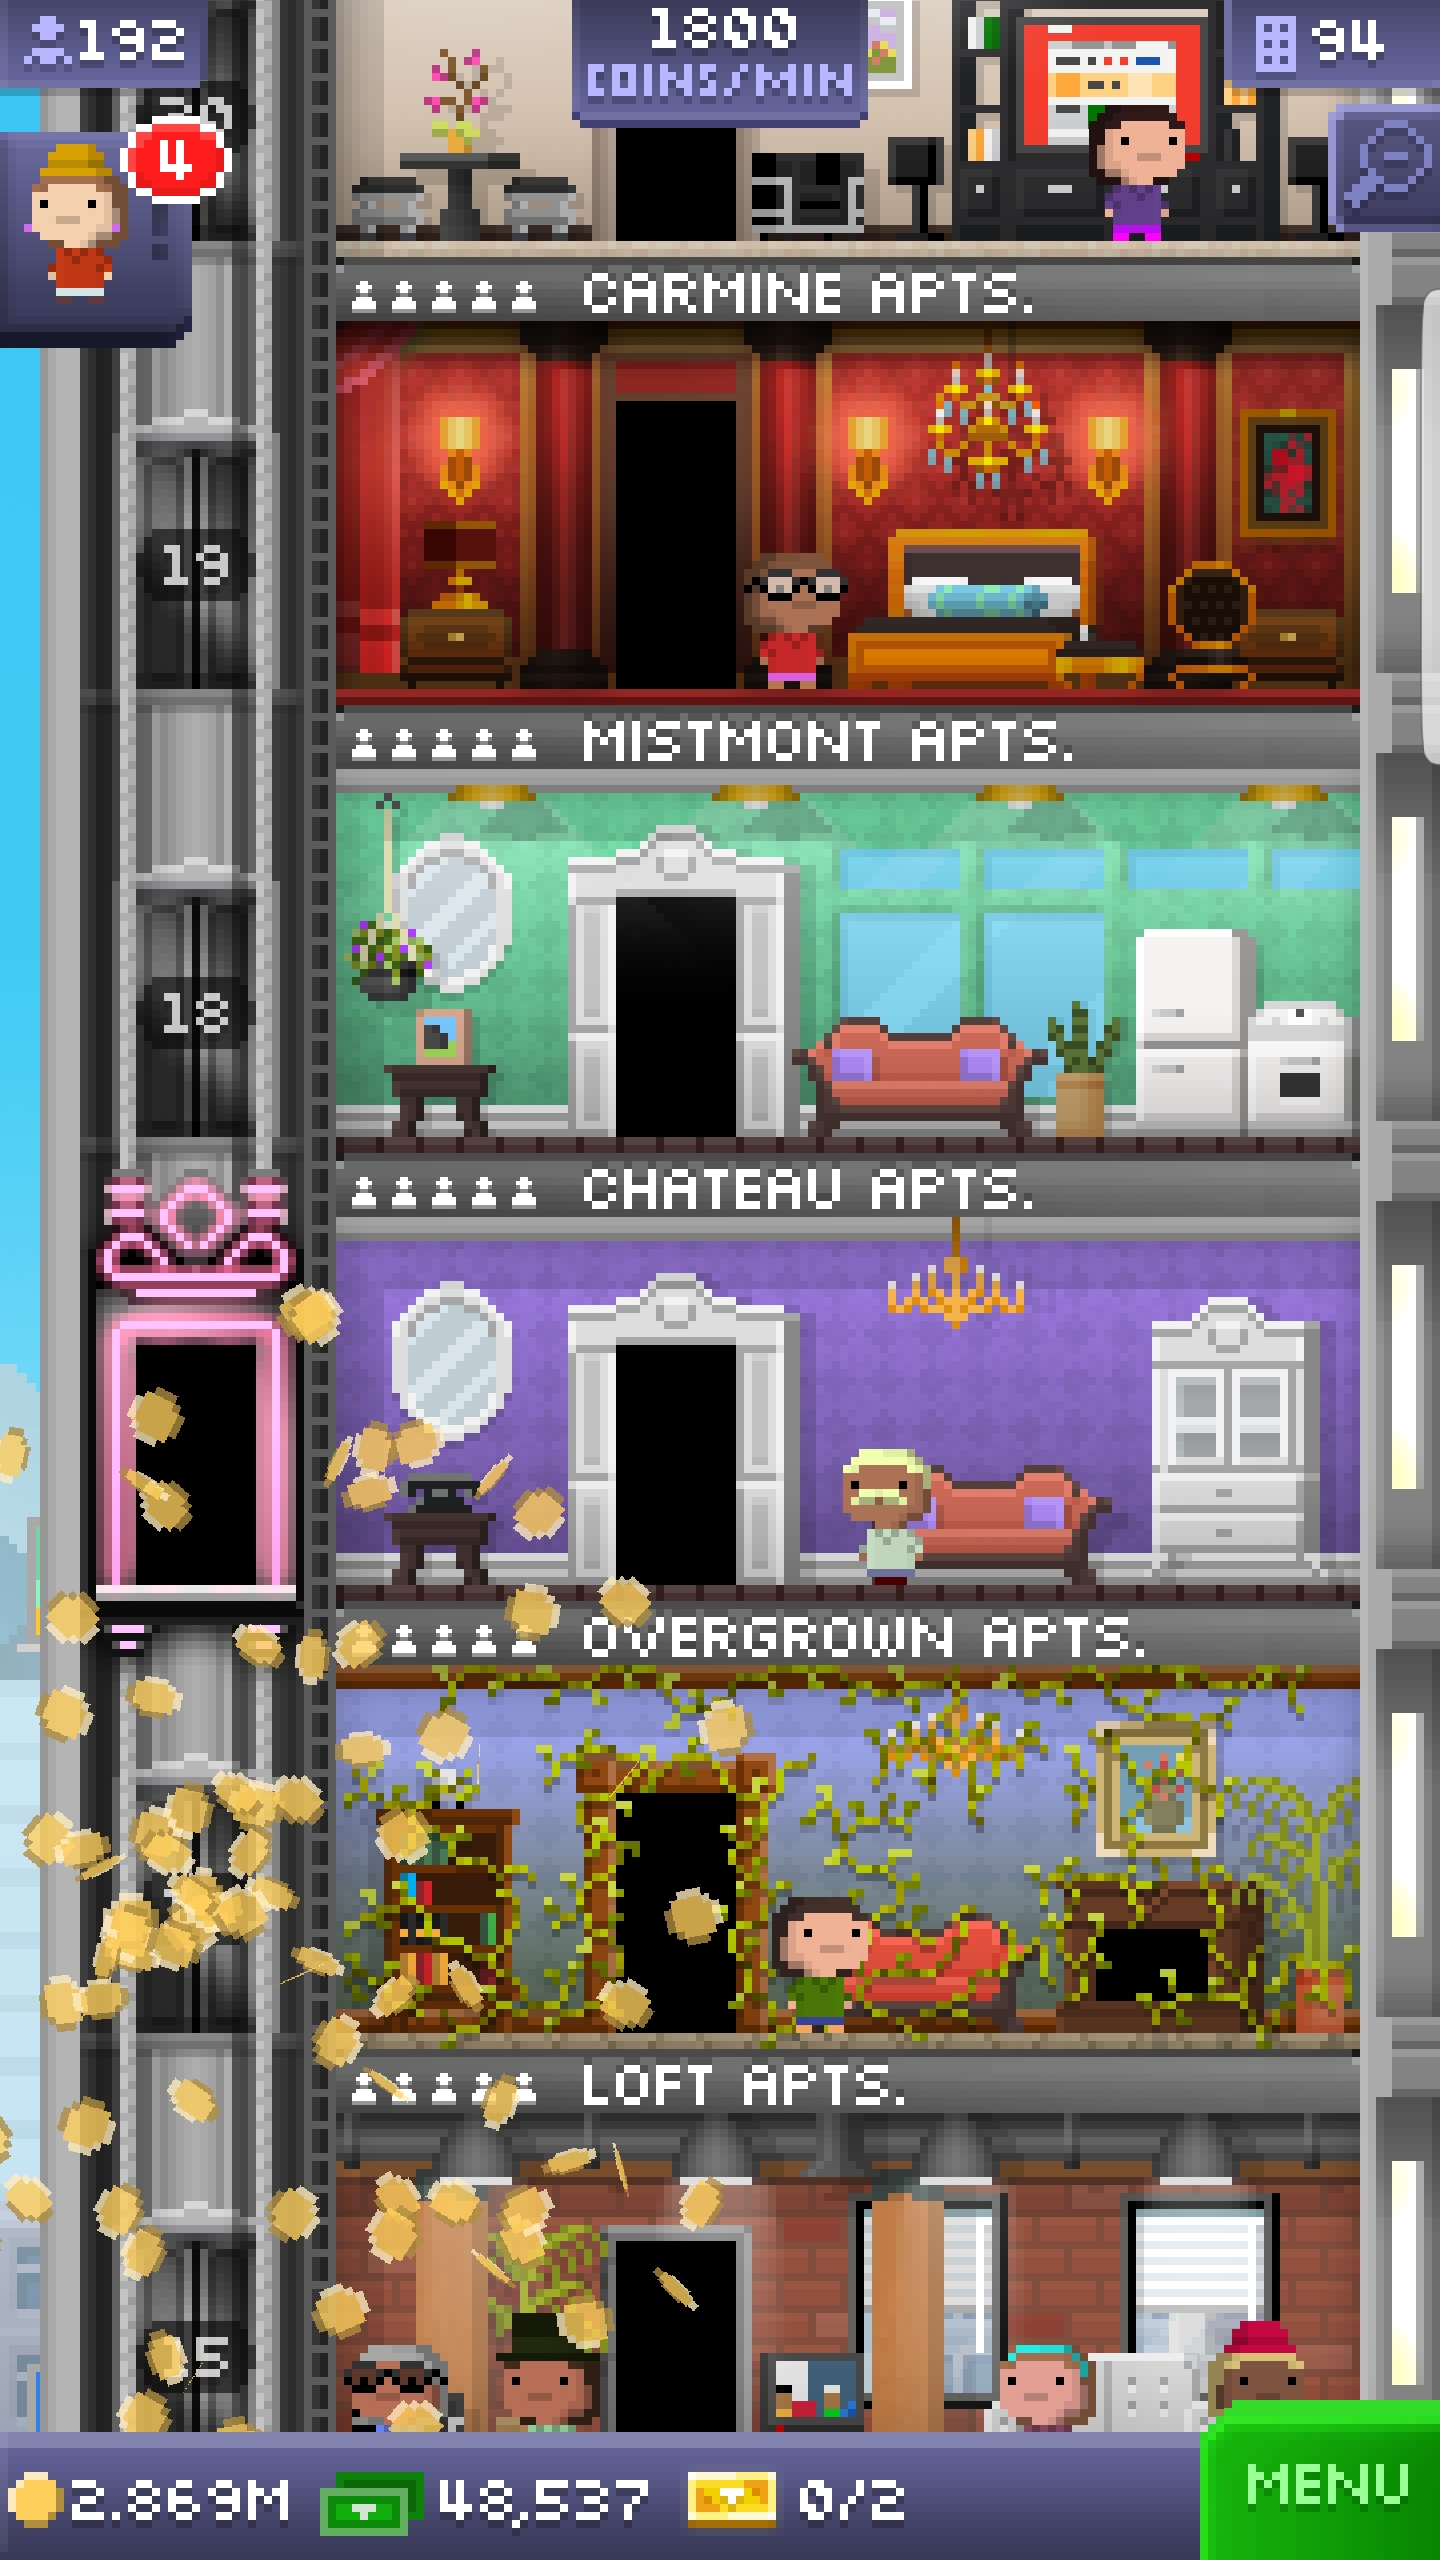 192
1800
COINS/MIN
94
4
CARMINE APTS.
19
MISTMONT APTS.
18
CHATEAU APTS.
OVERGROWN APTS.
LOFT APTS.
15
2.869M
48,537
0/2
MENU